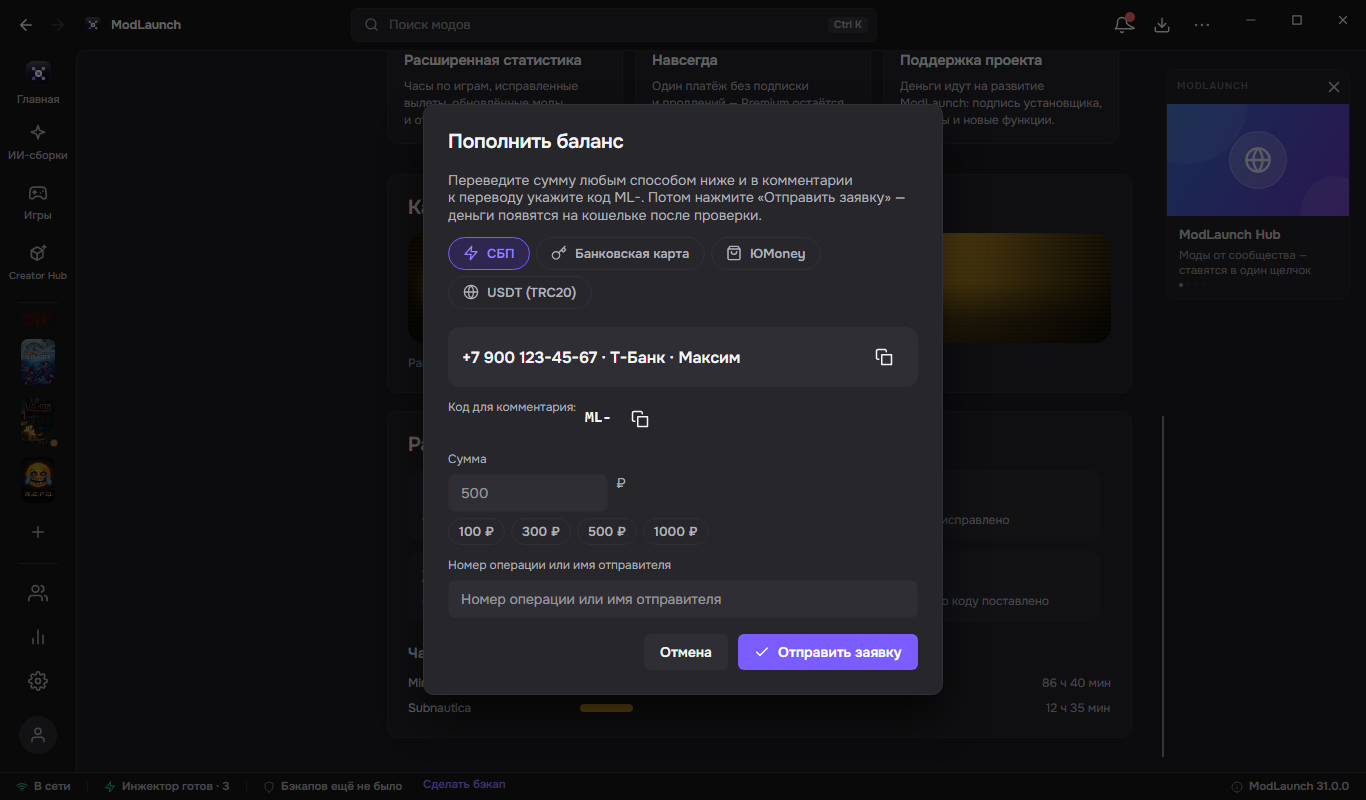 ModLaunch
Поиск модов
Ctrl K
Главная
ИИ-сборки
Игры
Creator Hub
Расширенная статистика
Часы по играм, исправленные
вылеты, обновлённые моды
Навсегда
Один платёж без подписки
и продлений — Premium остаётся
Поддержка проекта
Деньги идут на развитие
ModLaunch: подпись установщика,
и новые функции.
MODLAUNCH
ModLaunch Hub
Моды от сообщества —
ставятся в один щелчок
Пополнить баланс
Переведите сумму любым способом ниже и в комментарии
к переводу укажите код ML-. Потом нажмите «Отправить заявку» —
деньги появятся на кошельке после проверки.
СБП
Банковская карта
ЮMoney
USDT (TRC20)
+7 900 123-45-67 · Т-Банк · Максим
Код для комментария:
ML-
Сумма
500
₽
100 ₽
300 ₽
500 ₽
1000 ₽
Номер операции или имя отправителя
Номер операции или имя отправителя
Отмена
Отправить заявку
исправлено
коду поставлено
86 ч 40 мин
Subnautica
12 ч 35 мин
В сети
Инжектор готов · 3
Бэкапов ещё не было
Сделать бэкап
ModLaunch 31.0.0